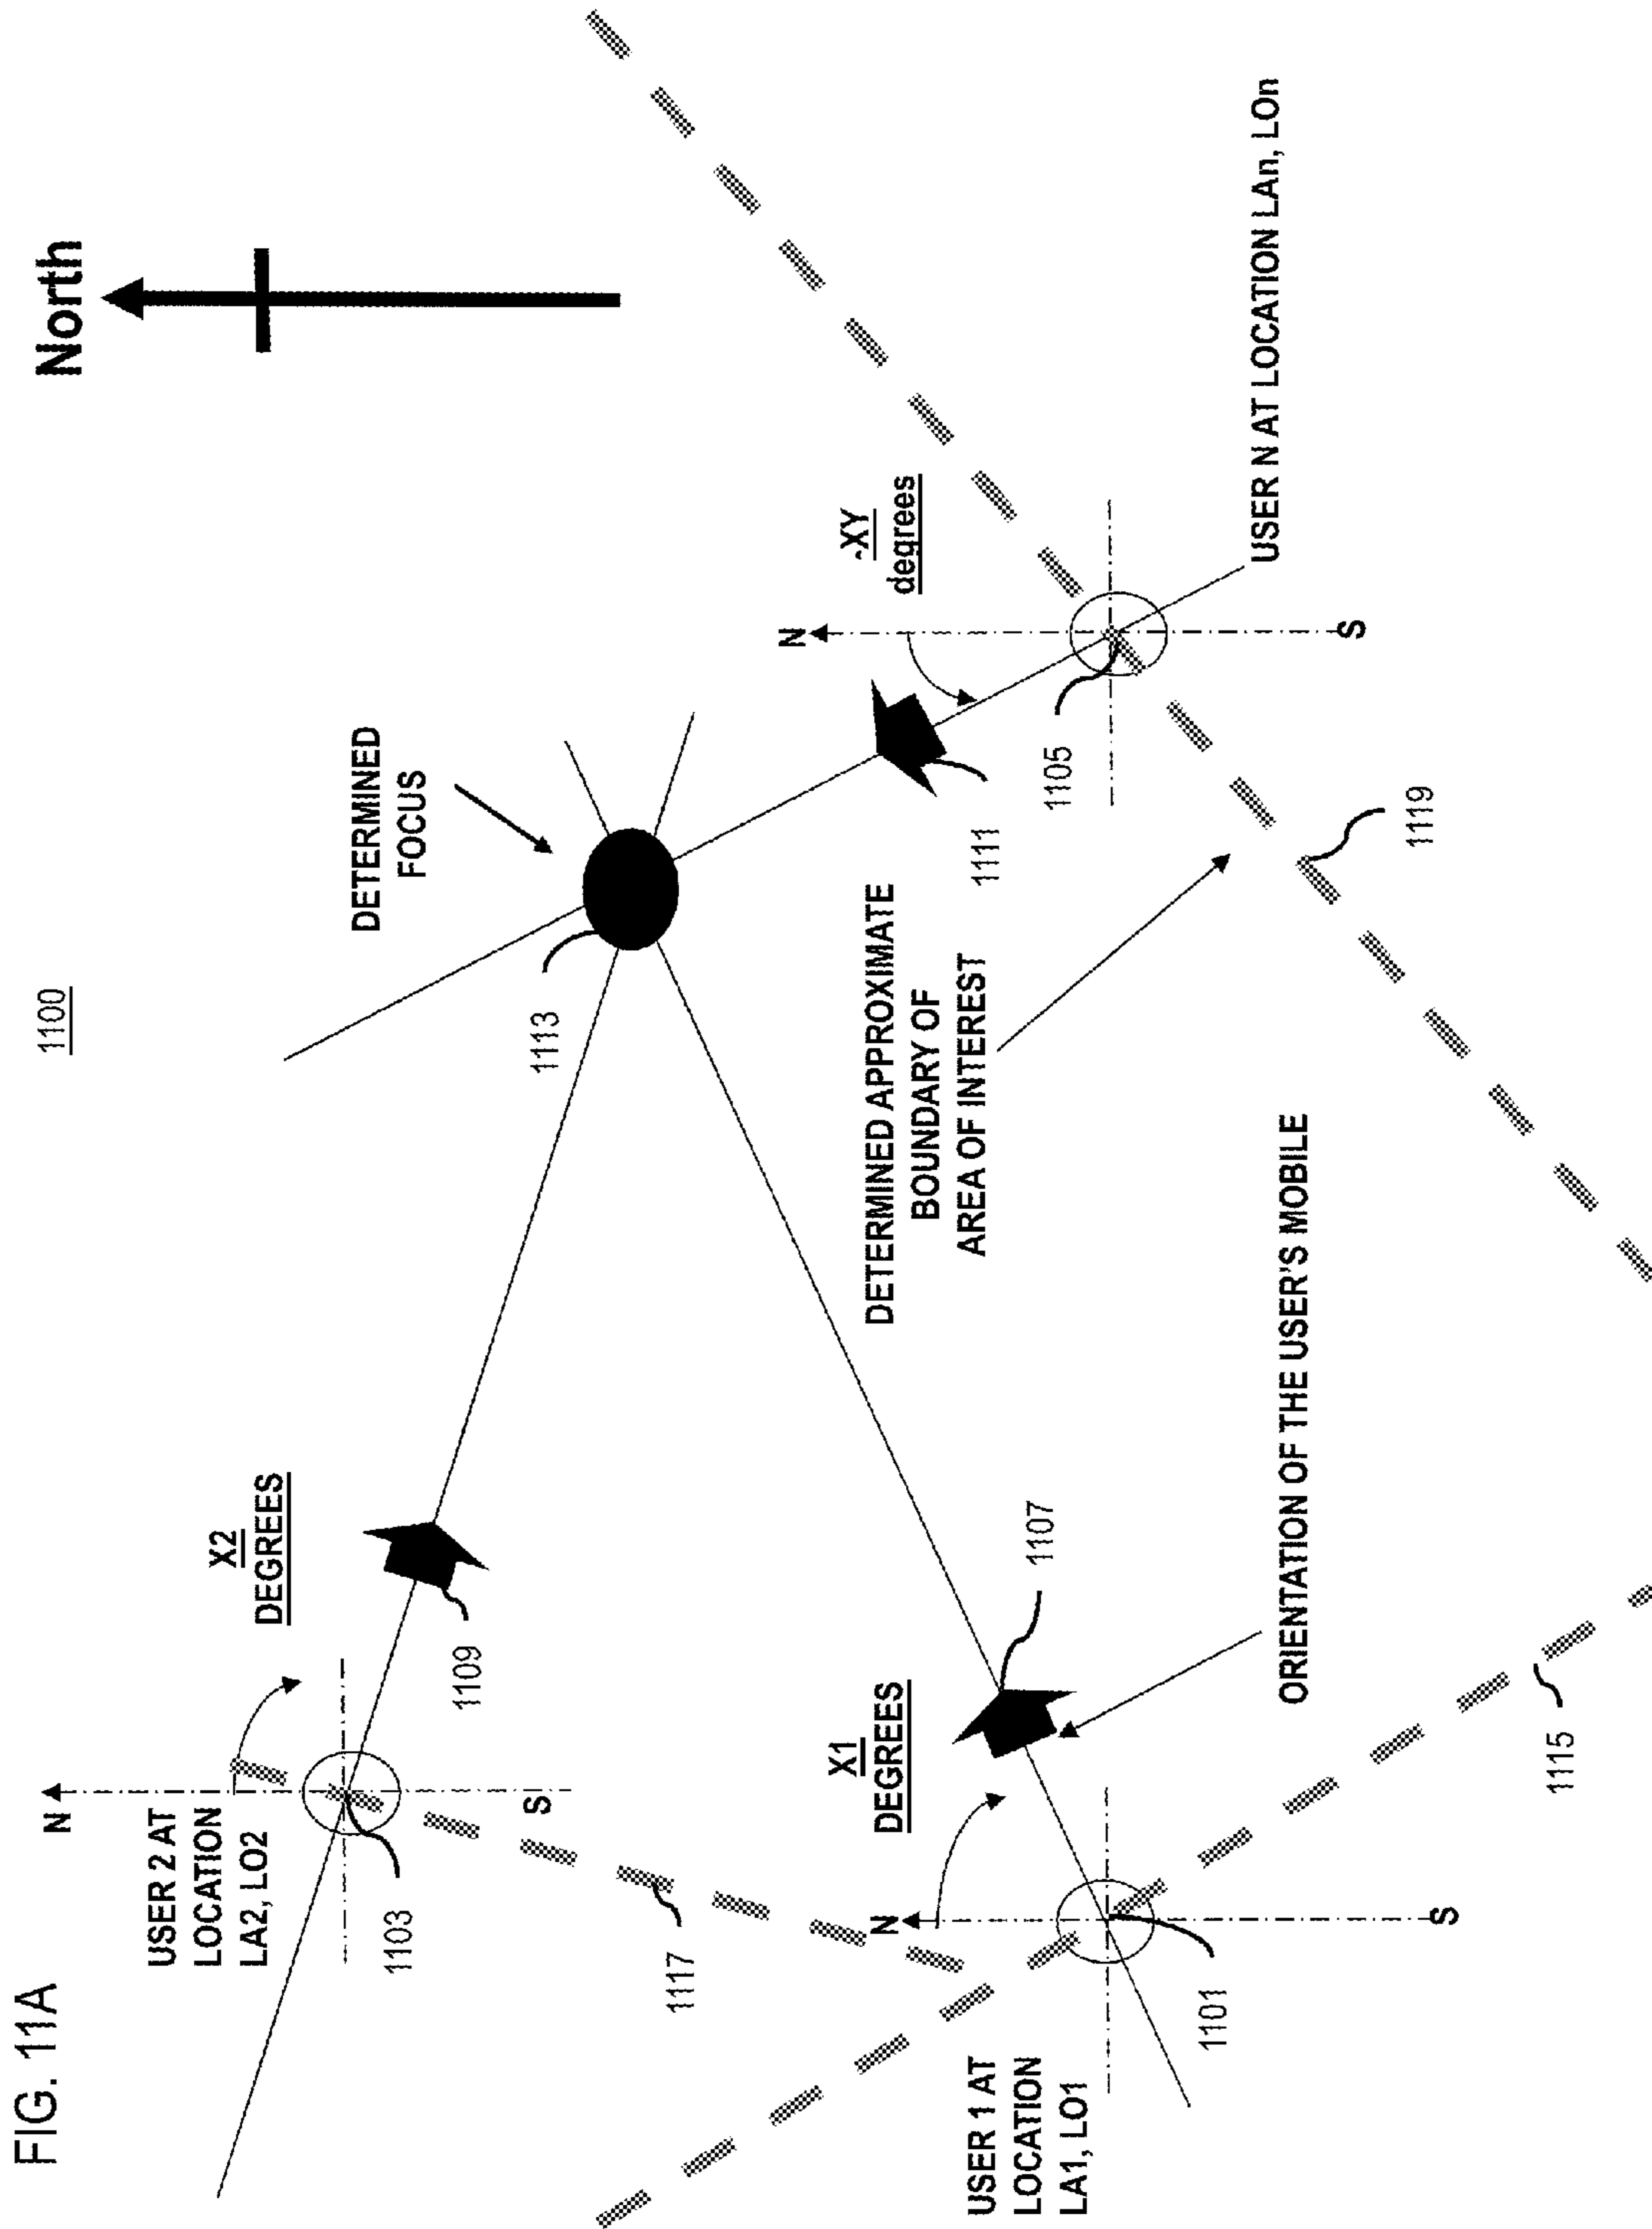 FIG. 11A
1100
North
N
USER 2 AT
LOCATION
LA2, LO2
X2
DEGREES
S
1103
1109
DETERMINED
FOCUS
1113
1117
N
-XY
degrees
1111
1105
S
USER N AT LOCATION LAn, LOn
DETERMINED APPROXIMATE
BOUNDARY OF
AREA OF INTEREST
1119
X1
DEGREES
1107
N
USER 1 AT
LOCATION
LA1, LO1
1101
S
ORIENTATION OF THE USER'S MOBILE
1115